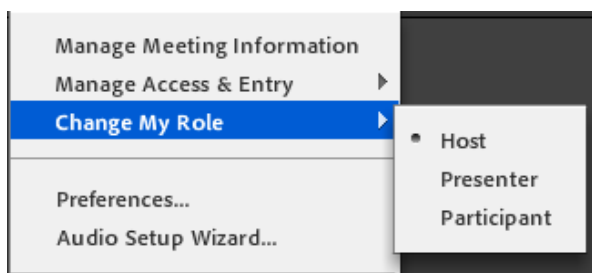 Manage Meeting Information
Manage Access & Entry
Change My Role
Host
Presenter
Participant
Preferences...
Audio Setup Wizard...